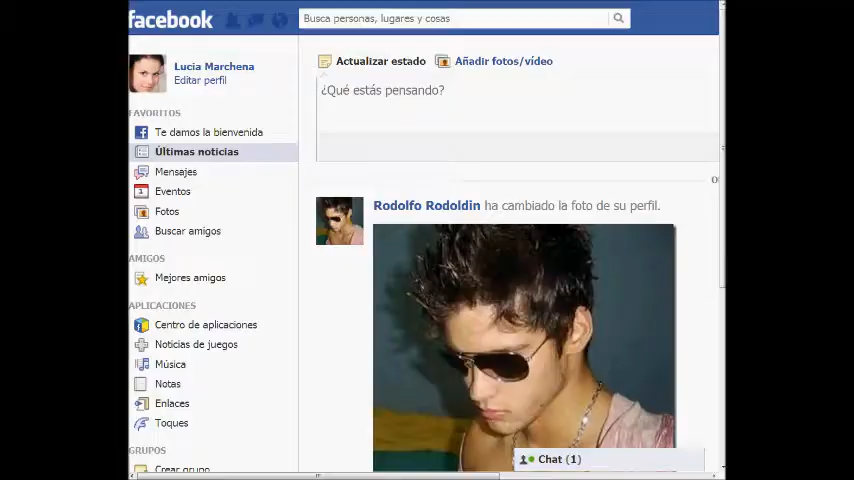 facebook
Busca personas, lugares y cosas
Lucia Marchena
Editar perfil
FAVORITOS
Te damos la bienvenida
Últimas noticias
Mensajes
Eventos
Fotos
Buscar amigos
AMIGOS
Mejores amigos
APLICACIONES
Centro de aplicaciones
Noticias de juegos
Música
Notas
Enlaces
Toques
GRUPOS
Crear grupo
Actualizar estado
Añadir fotos/vídeo
¿Qué estás pensando?
Rodolfo Rodoldin ha cambiado la foto de su perfil.
Chat (1)